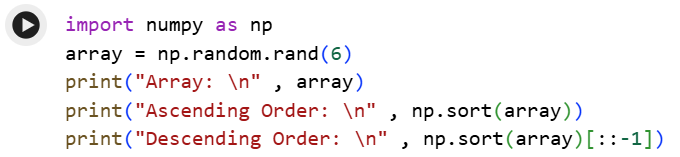 import numpy as np
array = np.random.rand(6)
print("Array: \n" , array)
print("Ascending Order: \n" , np.sort(array))
print("Descending Order: \n" , np.sort(array)[::-1])